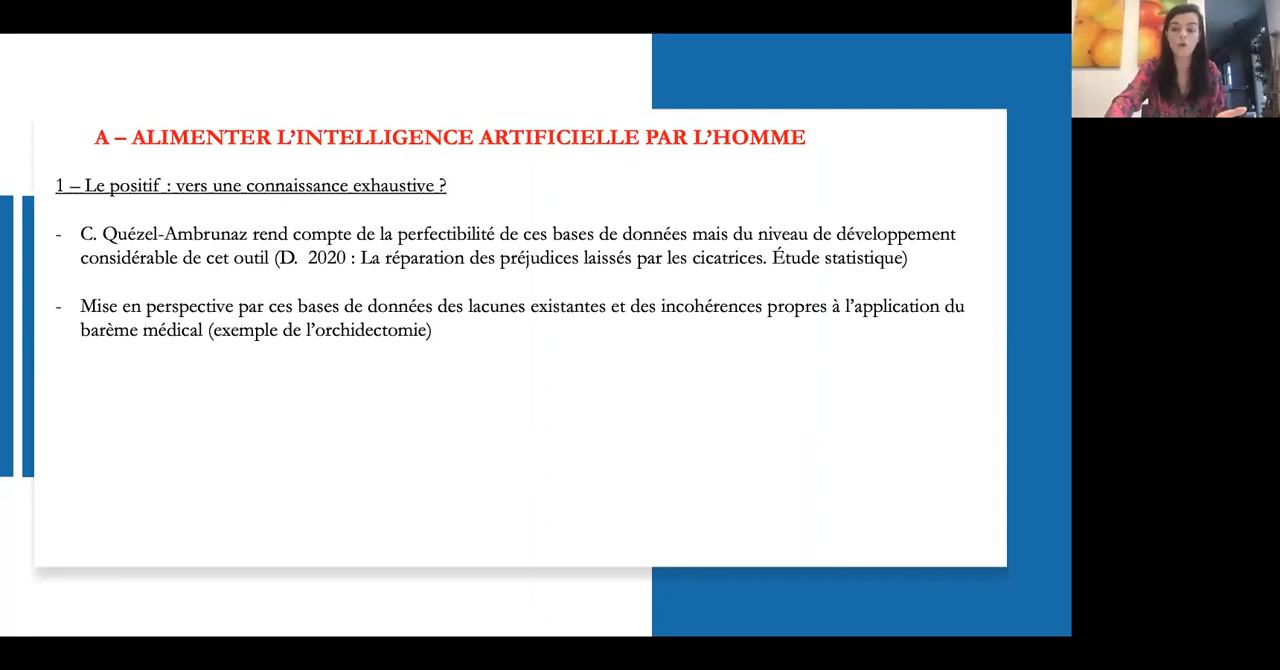 A – ALIMENTER L’INTELLIGENCE ARTIFICIELLE PAR L’HOMME
1 – Le positif : vers une connaissance exhaustive ?
- C. Quézel-Ambrunaz rend compte de la perfectibilité de ces bases de données mais du niveau de développement
considérable de cet outil (D. 2020 : La réparation des préjudices laissés par les cicatrices. Étude statistique)
- Mise en perspective par ces bases de données des lacunes existantes et des incohérences propres à l’application du
barème médical (exemple de l’orchidectomie)